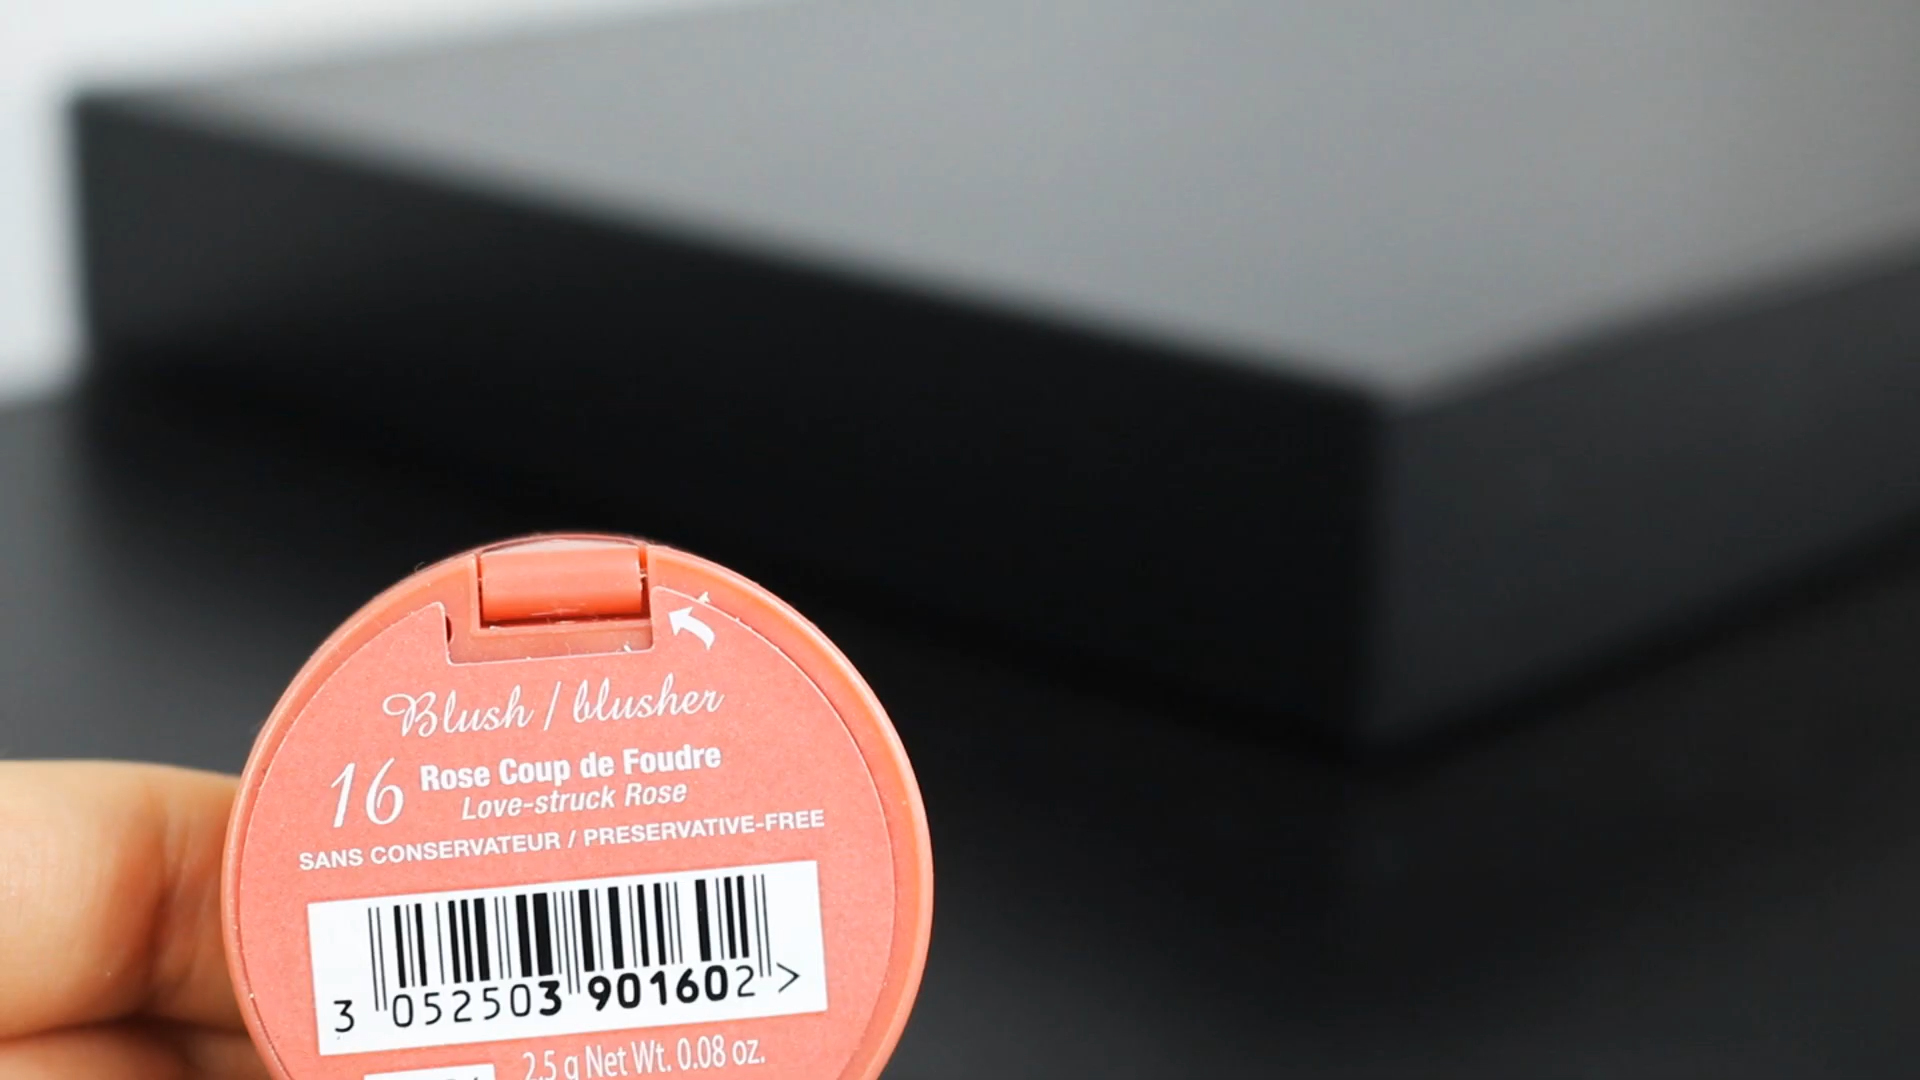 Blush / blusher
16 Rose Coup de Foudre
Love-struck Rose
SANS CONSERVATEUR / PRESERVATIVE-FREE
3 052503 901602 >
2.5 g Net Wt. 0.08 oz.